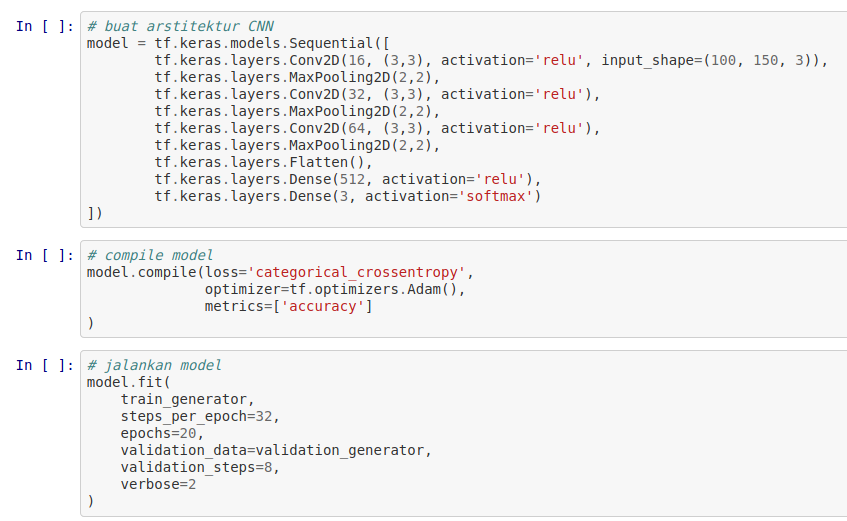 In [ ]: # buat arstitektur CNN
model = tf.keras.models.Sequential([
        tf.keras.layers.Conv2D(16, (3,3), activation='relu', input_shape=(100, 150, 3)),
        tf.keras.layers.MaxPooling2D(2,2),
        tf.keras.layers.Conv2D(32, (3,3), activation='relu'),
        tf.keras.layers.MaxPooling2D(2,2),
        tf.keras.layers.Conv2D(64, (3,3), activation='relu'),
        tf.keras.layers.MaxPooling2D(2,2),
        tf.keras.layers.Flatten(),
        tf.keras.layers.Dense(512, activation='relu'),
        tf.keras.layers.Dense(3, activation='softmax')
])
In [ ]: # compile model
model.compile(loss='categorical_crossentropy',
              optimizer=tf.optimizers.Adam(),
              metrics=['accuracy']
)
In [ ]: # jalankan model
model.fit(
    train_generator,
    steps_per_epoch=32,
    epochs=20,
    validation_data=validation_generator,
    validation_steps=8,
    verbose=2
)